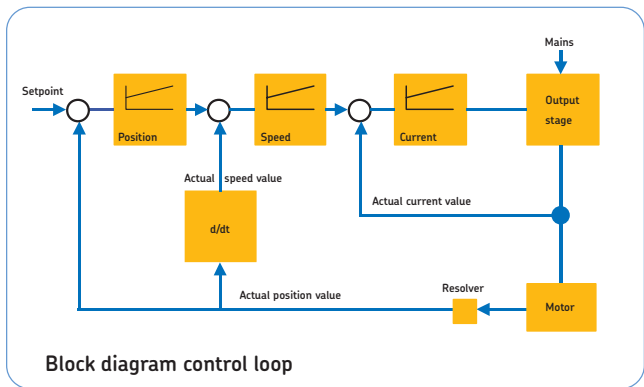 Mains
Setpoint
Output
stage
Position
Speed
Current
Actual speed value
Actual current value
d/dt
Resolver
Actual position value
Motor
Block diagram control loop